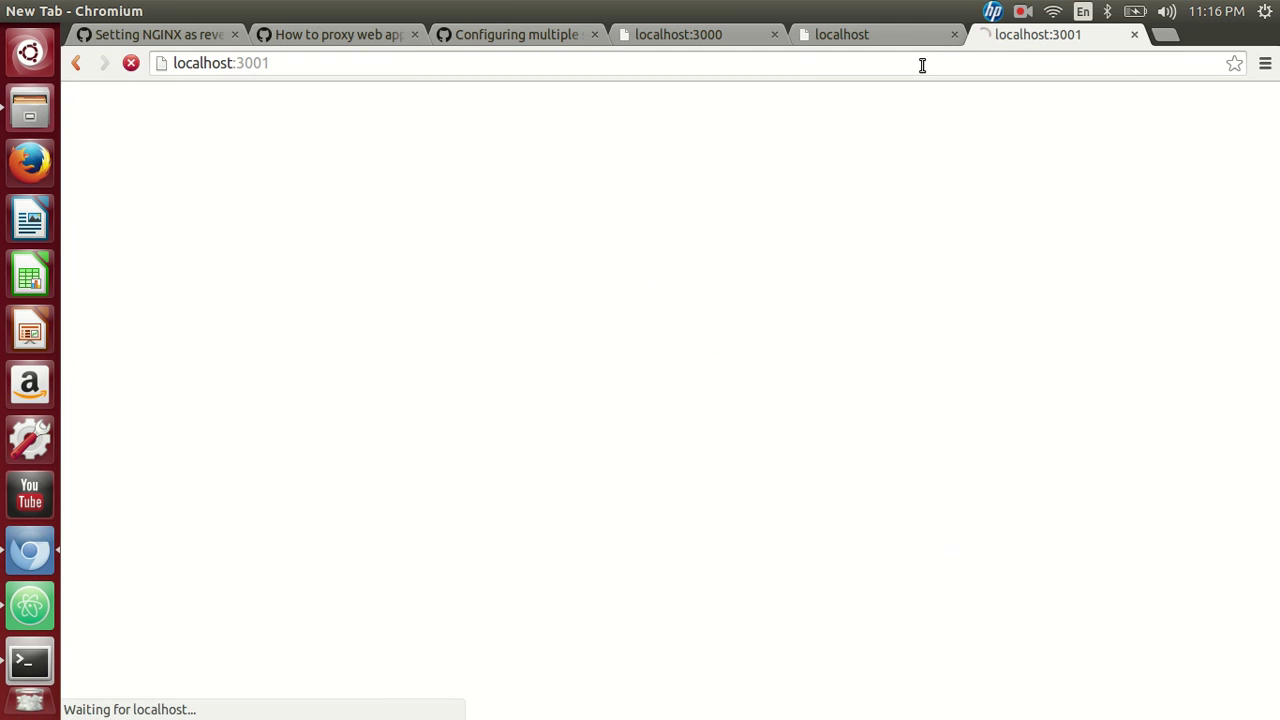 New Tab - Chromium
En
11:16 PM
Setting NGINX as reve
How to proxy web app
Configuring multiple s
localhost:3000
localhost
localhost:3001
localhost:3001
You
Tube
Waiting for localhost...